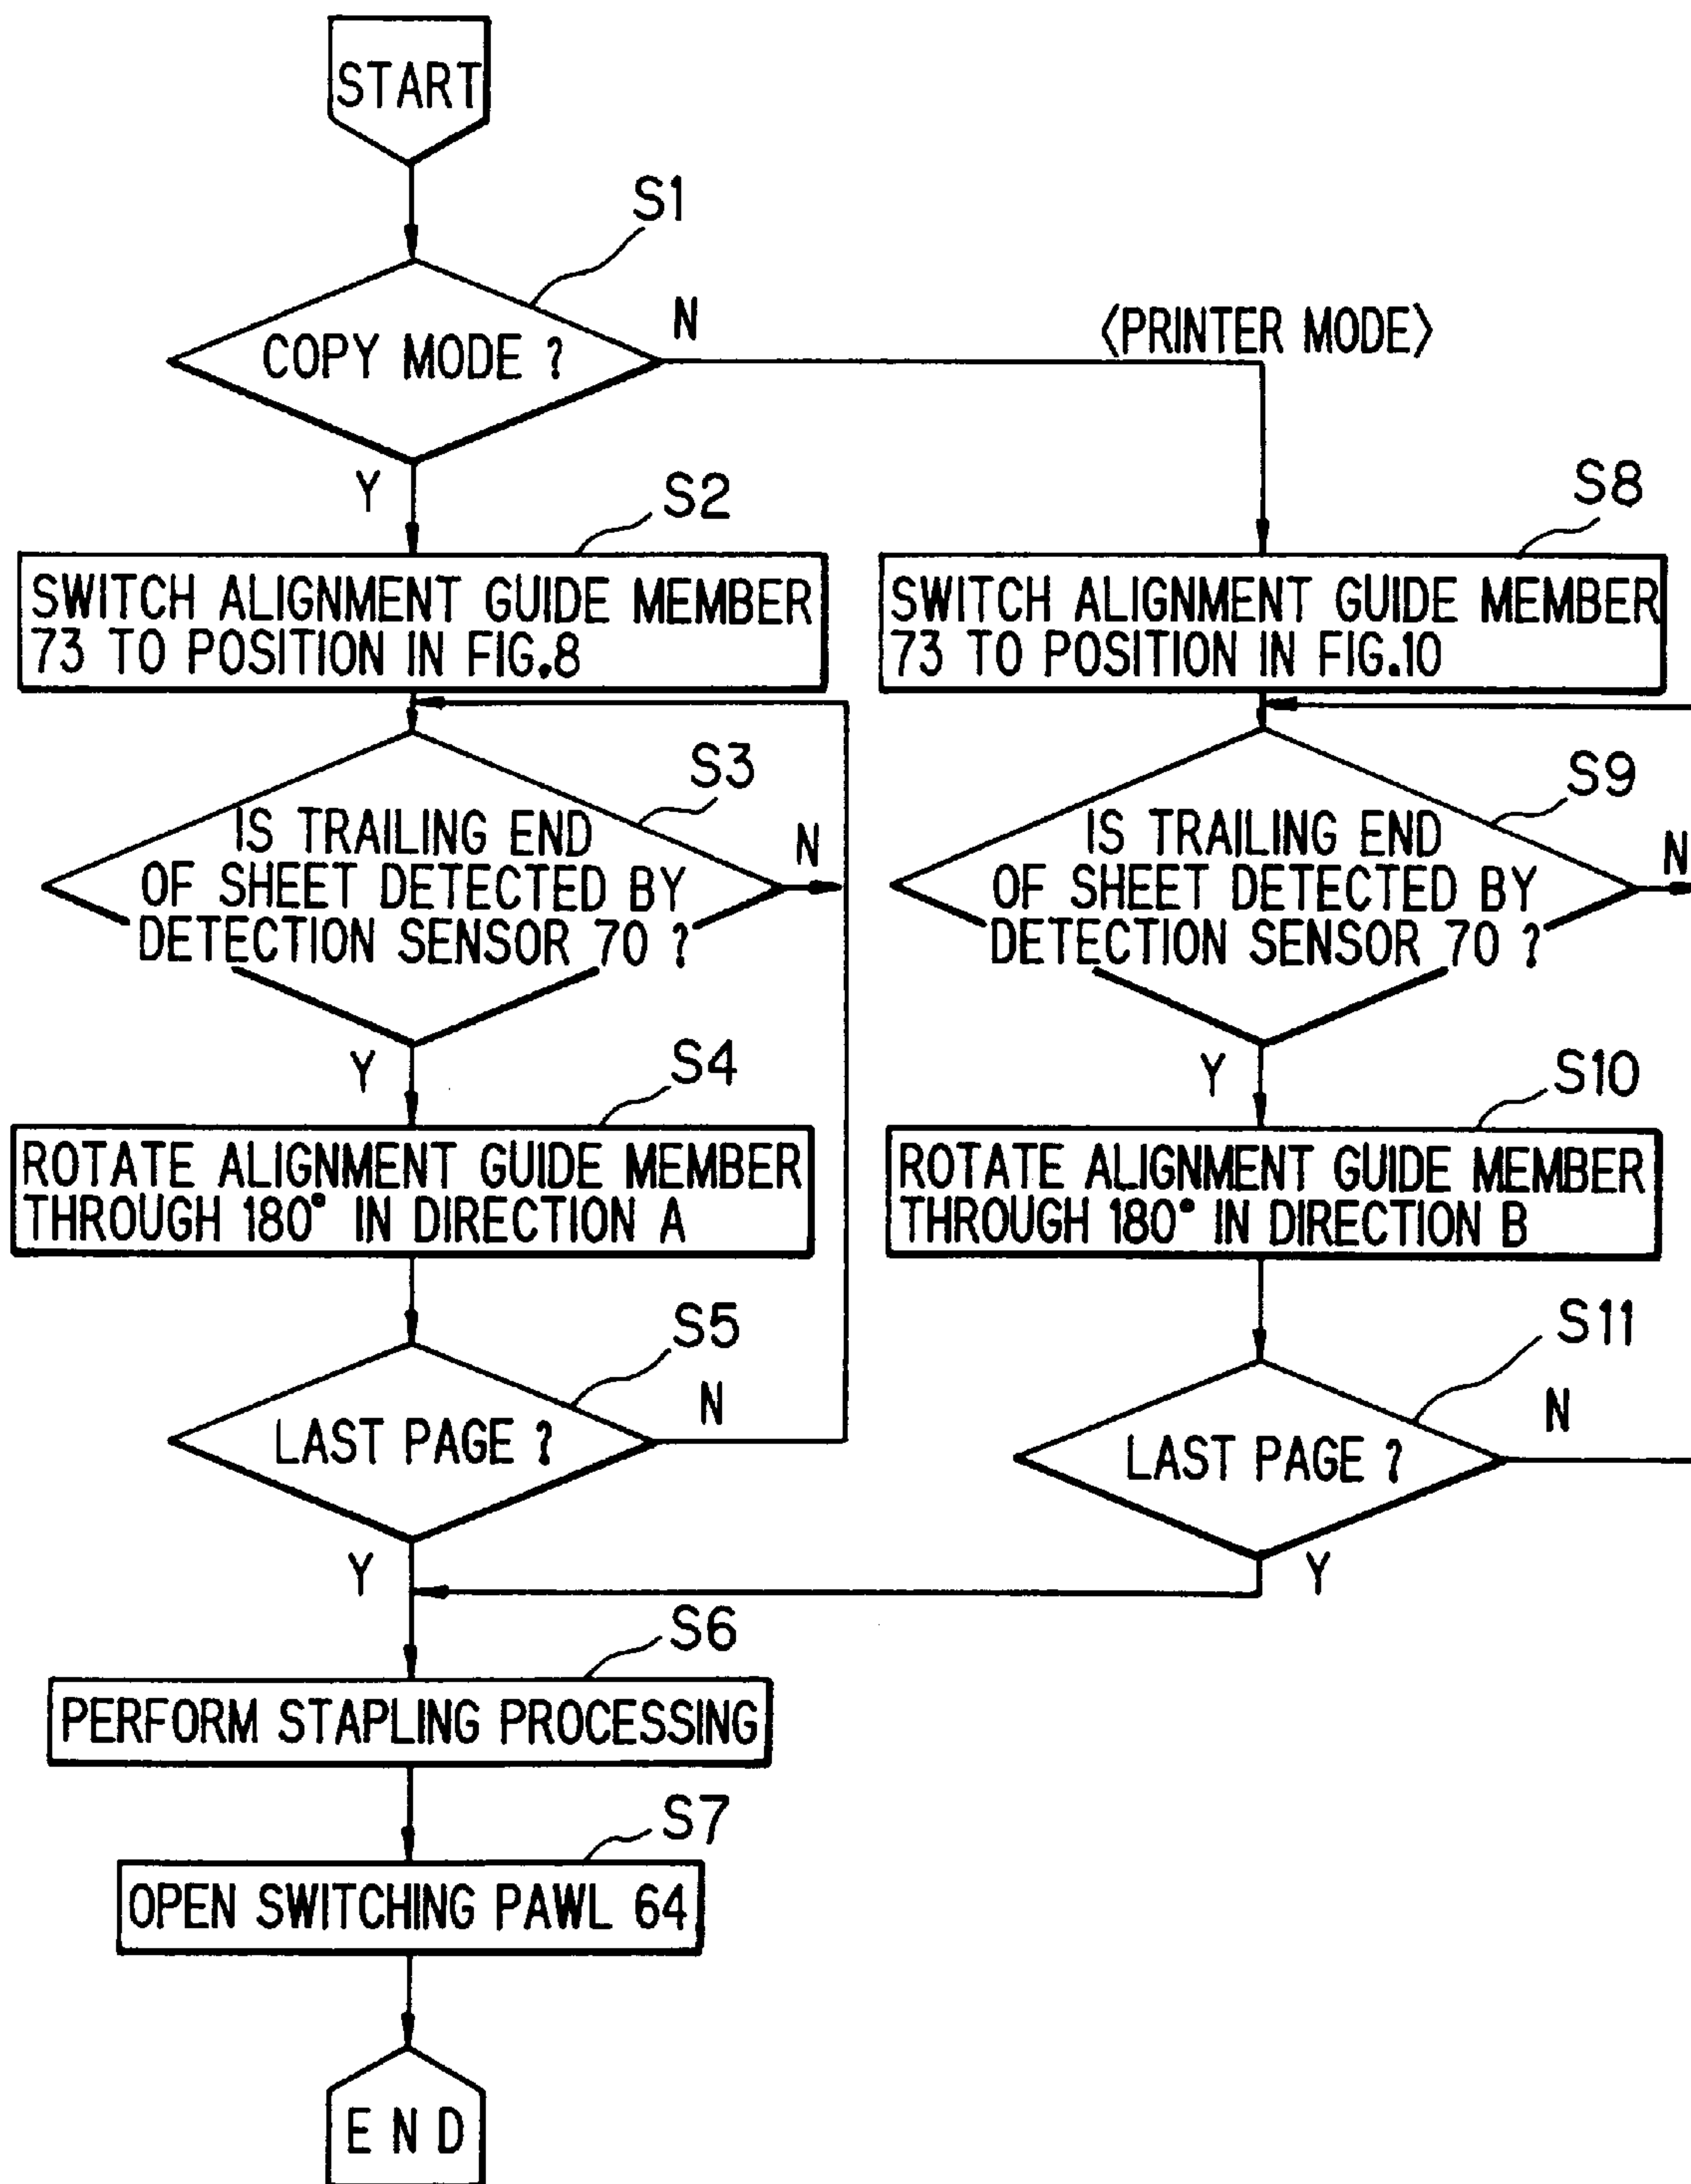 START
S1
COPY MODE ?
N
<PRINTER MODE>
Y
S2
SWITCH ALIGNMENT GUIDE MEMBER
73 TO POSITION IN FIG.8
S8
SWITCH ALIGNMENT GUIDE MEMBER
73 TO POSITION IN FIG.10
S3
IS TRAILING END
OF SHEET DETECTED BY
DETECTION SENSOR 70 ?
N
Y
S9
IS TRAILING END
OF SHEET DETECTED BY
DETECTION SENSOR 70 ?
N
Y
S4
ROTATE ALIGNMENT GUIDE MEMBER
THROUGH 180° IN DIRECTION A
S10
ROTATE ALIGNMENT GUIDE MEMBER
THROUGH 180° IN DIRECTION B
S5
LAST PAGE ?
N
Y
S11
LAST PAGE ?
N
Y
S6
PERFORM STAPLING PROCESSING
S7
OPEN SWITCHING PAWL 64
END